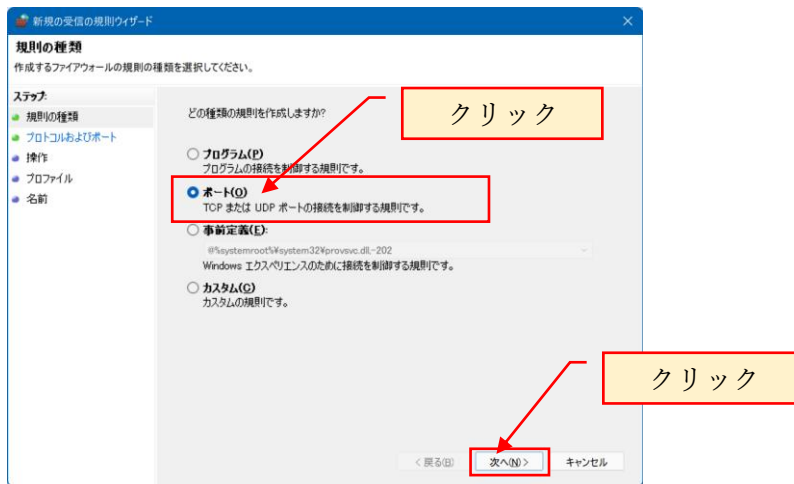 新規の受信の規則ウィザード
規則の種類
作成するファイアウォールの規則の種類を選択してください。
ステップ:
規則の種類
プロトコルおよびポート
操作
プロファイル
名前
どの種類の規則を作成しますか?
クリック
プログラム(P)
プログラムの接続を制御する規則です。
ポート(O)
TCP または UDP ポートの接続を制御する規則です。
事前定義(E):
@%systemroot%¥system32¥provsvc.dll,-202
Windows エクスペリエンスのために接続を制御する規則です。
カスタム(C)
カスタムの規則です。
クリック
< 戻る(B)
次へ(N) >
キャンセル